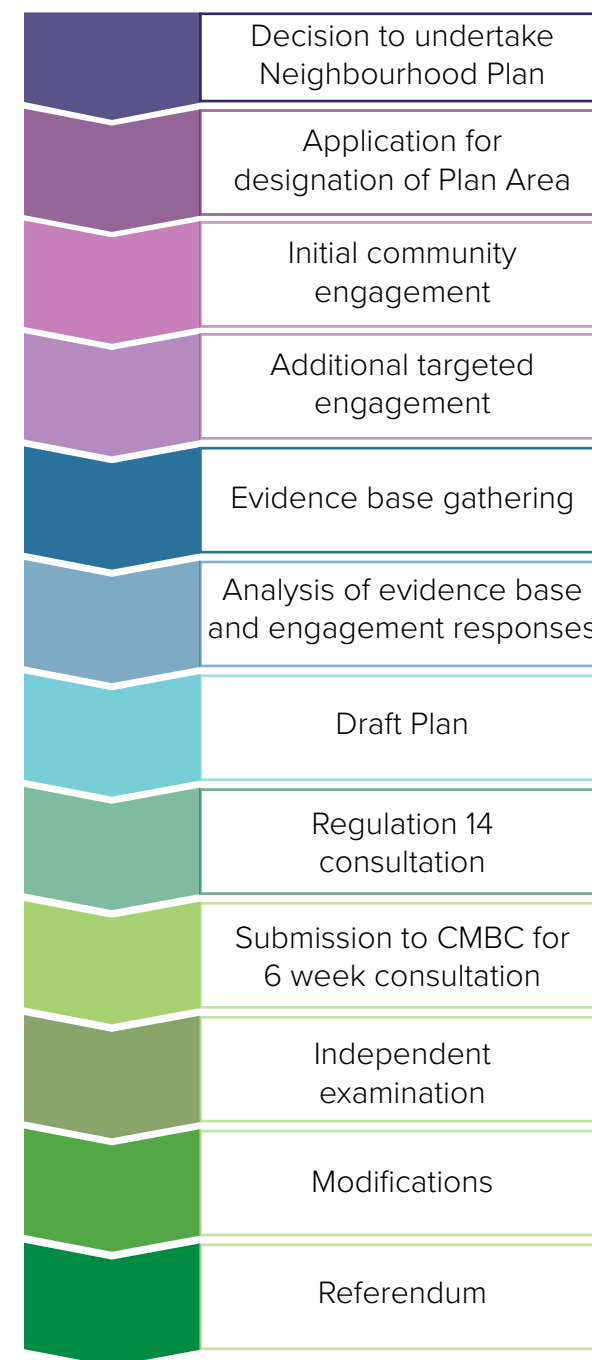 Decision to undertake
Neighbourhood Plan
Application for
designation of Plan Area
Initial community
engagement
Additional targeted
engagement
Evidence base gathering
Analysis of evidence base
and engagement responses
Draft Plan
Regulation 14
consultation
Submission to CMBC for
6 week consultation
Independent
examination
Modifications
Referendum